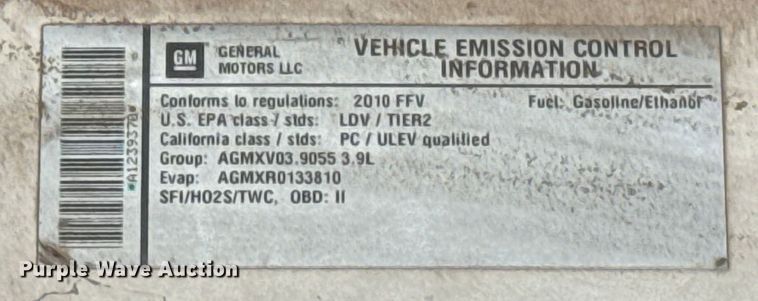 GM GENERAL MOTORS LLC
VEHICLE EMISSION CONTROL INFORMATION
Conforms to regulations: 2010 FFV Fuel: Gasoline/Ethanol
U.S. EPA class / stds: LDV / TIER2
California class / stds: PC / ULEV qualified
Group: AGMXV03.9055 3.9L
Evap: AGMXR0133810
SFI/HO2S/TWC, OBD: II
Purple Wave Auction